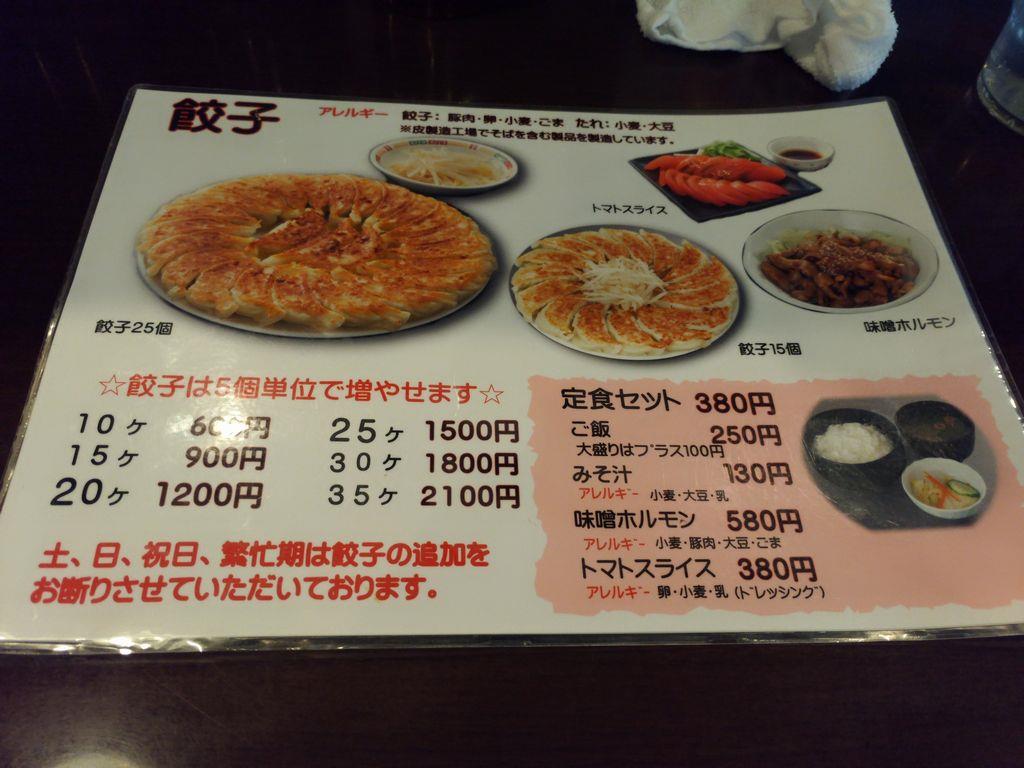 餃子
アレルギー 餃子：豚肉・卵・小麦・ごま たれ：小麦・大豆
※皮製造工場でそばを含む製品を製造しています。
トマトスライス
餃子25個
餃子15個
味噌ホルモン
☆餃子は5個単位で増やせます☆
10ヶ 600円 25ヶ 1500円
15ヶ 900円 30ヶ 1800円
20ヶ 1200円 35ヶ 2100円
土、日、祝日、繁忙期は餃子の追加を
お断りさせていただいております。
定食セット 380円
ご飯 250円
大盛りはプラス100円
みそ汁 130円
アレルギー 小麦・大豆・乳
味噌ホルモン 580円
アレルギー 小麦・豚肉・大豆・ごま
トマトスライス 380円
アレルギー 卵・小麦・乳(ドレッシング)